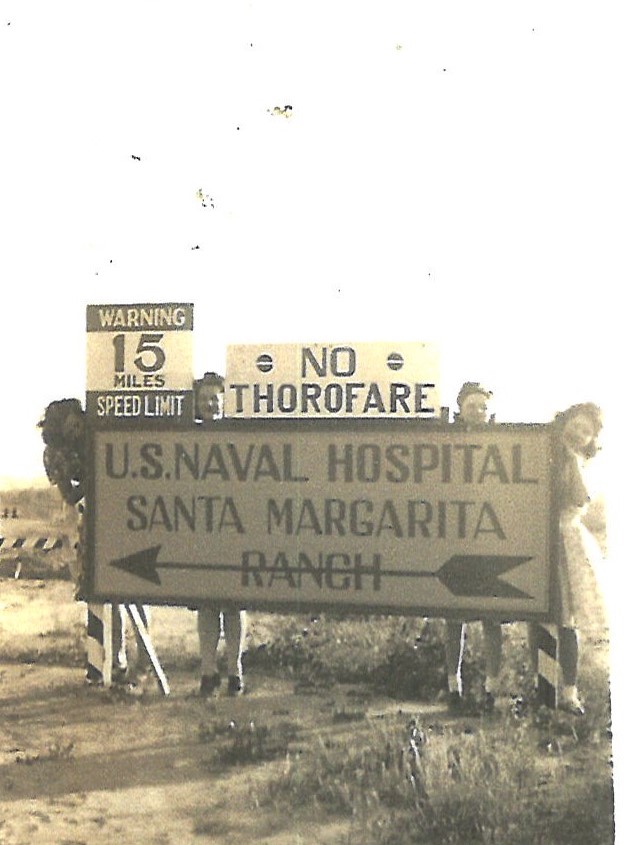 WARNING
15
MILES
SPEED LIMIT
NO
THOROFARE
U.S. NAVAL HOSPITAL
SANTA MARGARITA
RANCH